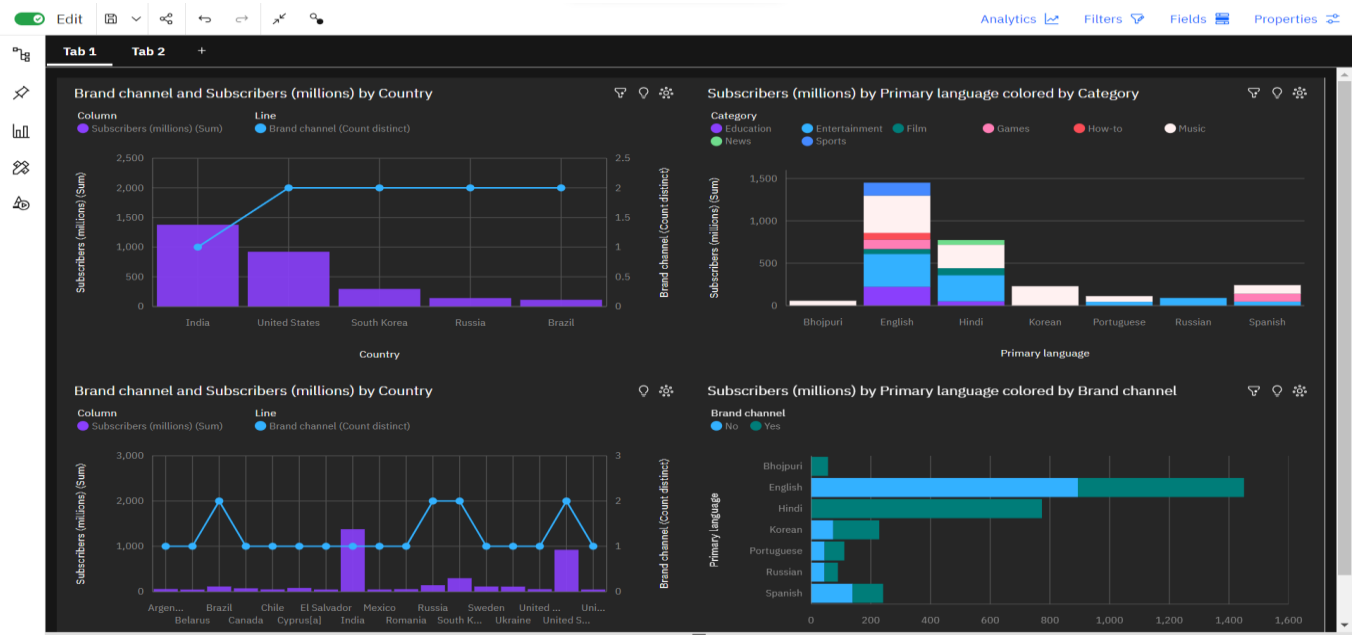 Edit
Analytics
Filters
Fields
Properties
Tab 1
Tab 2
+
Brand channel and Subscribers (millions) by Country
Column
Line
Subscribers (millions) (Sum)
Brand channel (Count distinct)
Subscribers (millions) (Sum)
2,500
2,000
1,500
1,000
500
0
2.5
2
1.5
1
0.5
0
Brand channel (Count distinct)
India
United States
South Korea
Russia
Brazil
Country
Subscribers (millions) by Primary language colored by Category
Category
Education
Entertainment
Film
Games
How-to
Music
News
Sports
Subscribers (millions) (Sum)
1,500
1,000
500
0
Bhojpuri
English
Hindi
Korean
Portuguese
Russian
Spanish
Primary language
Brand channel and Subscribers (millions) by Country
Column
Line
Subscribers (millions) (Sum)
Brand channel (Count distinct)
Subscribers (millions) (Sum)
3,000
2,000
1,000
0
3
2
1
0
Brand channel (Count distinct)
Argen...
Brazil
Chile
El Salvador
Mexico
Russia
Sweden
United ...
Uni...
Belarus
Canada
Cyprus[a]
India
Romania
South K...
Ukraine
United S...
Subscribers (millions) by Primary language colored by Brand channel
Brand channel
No
Yes
Primary language
Bhojpuri
English
Hindi
Korean
Portuguese
Russian
Spanish
0
200
400
600
800
1,000
1,200
1,400
1,600